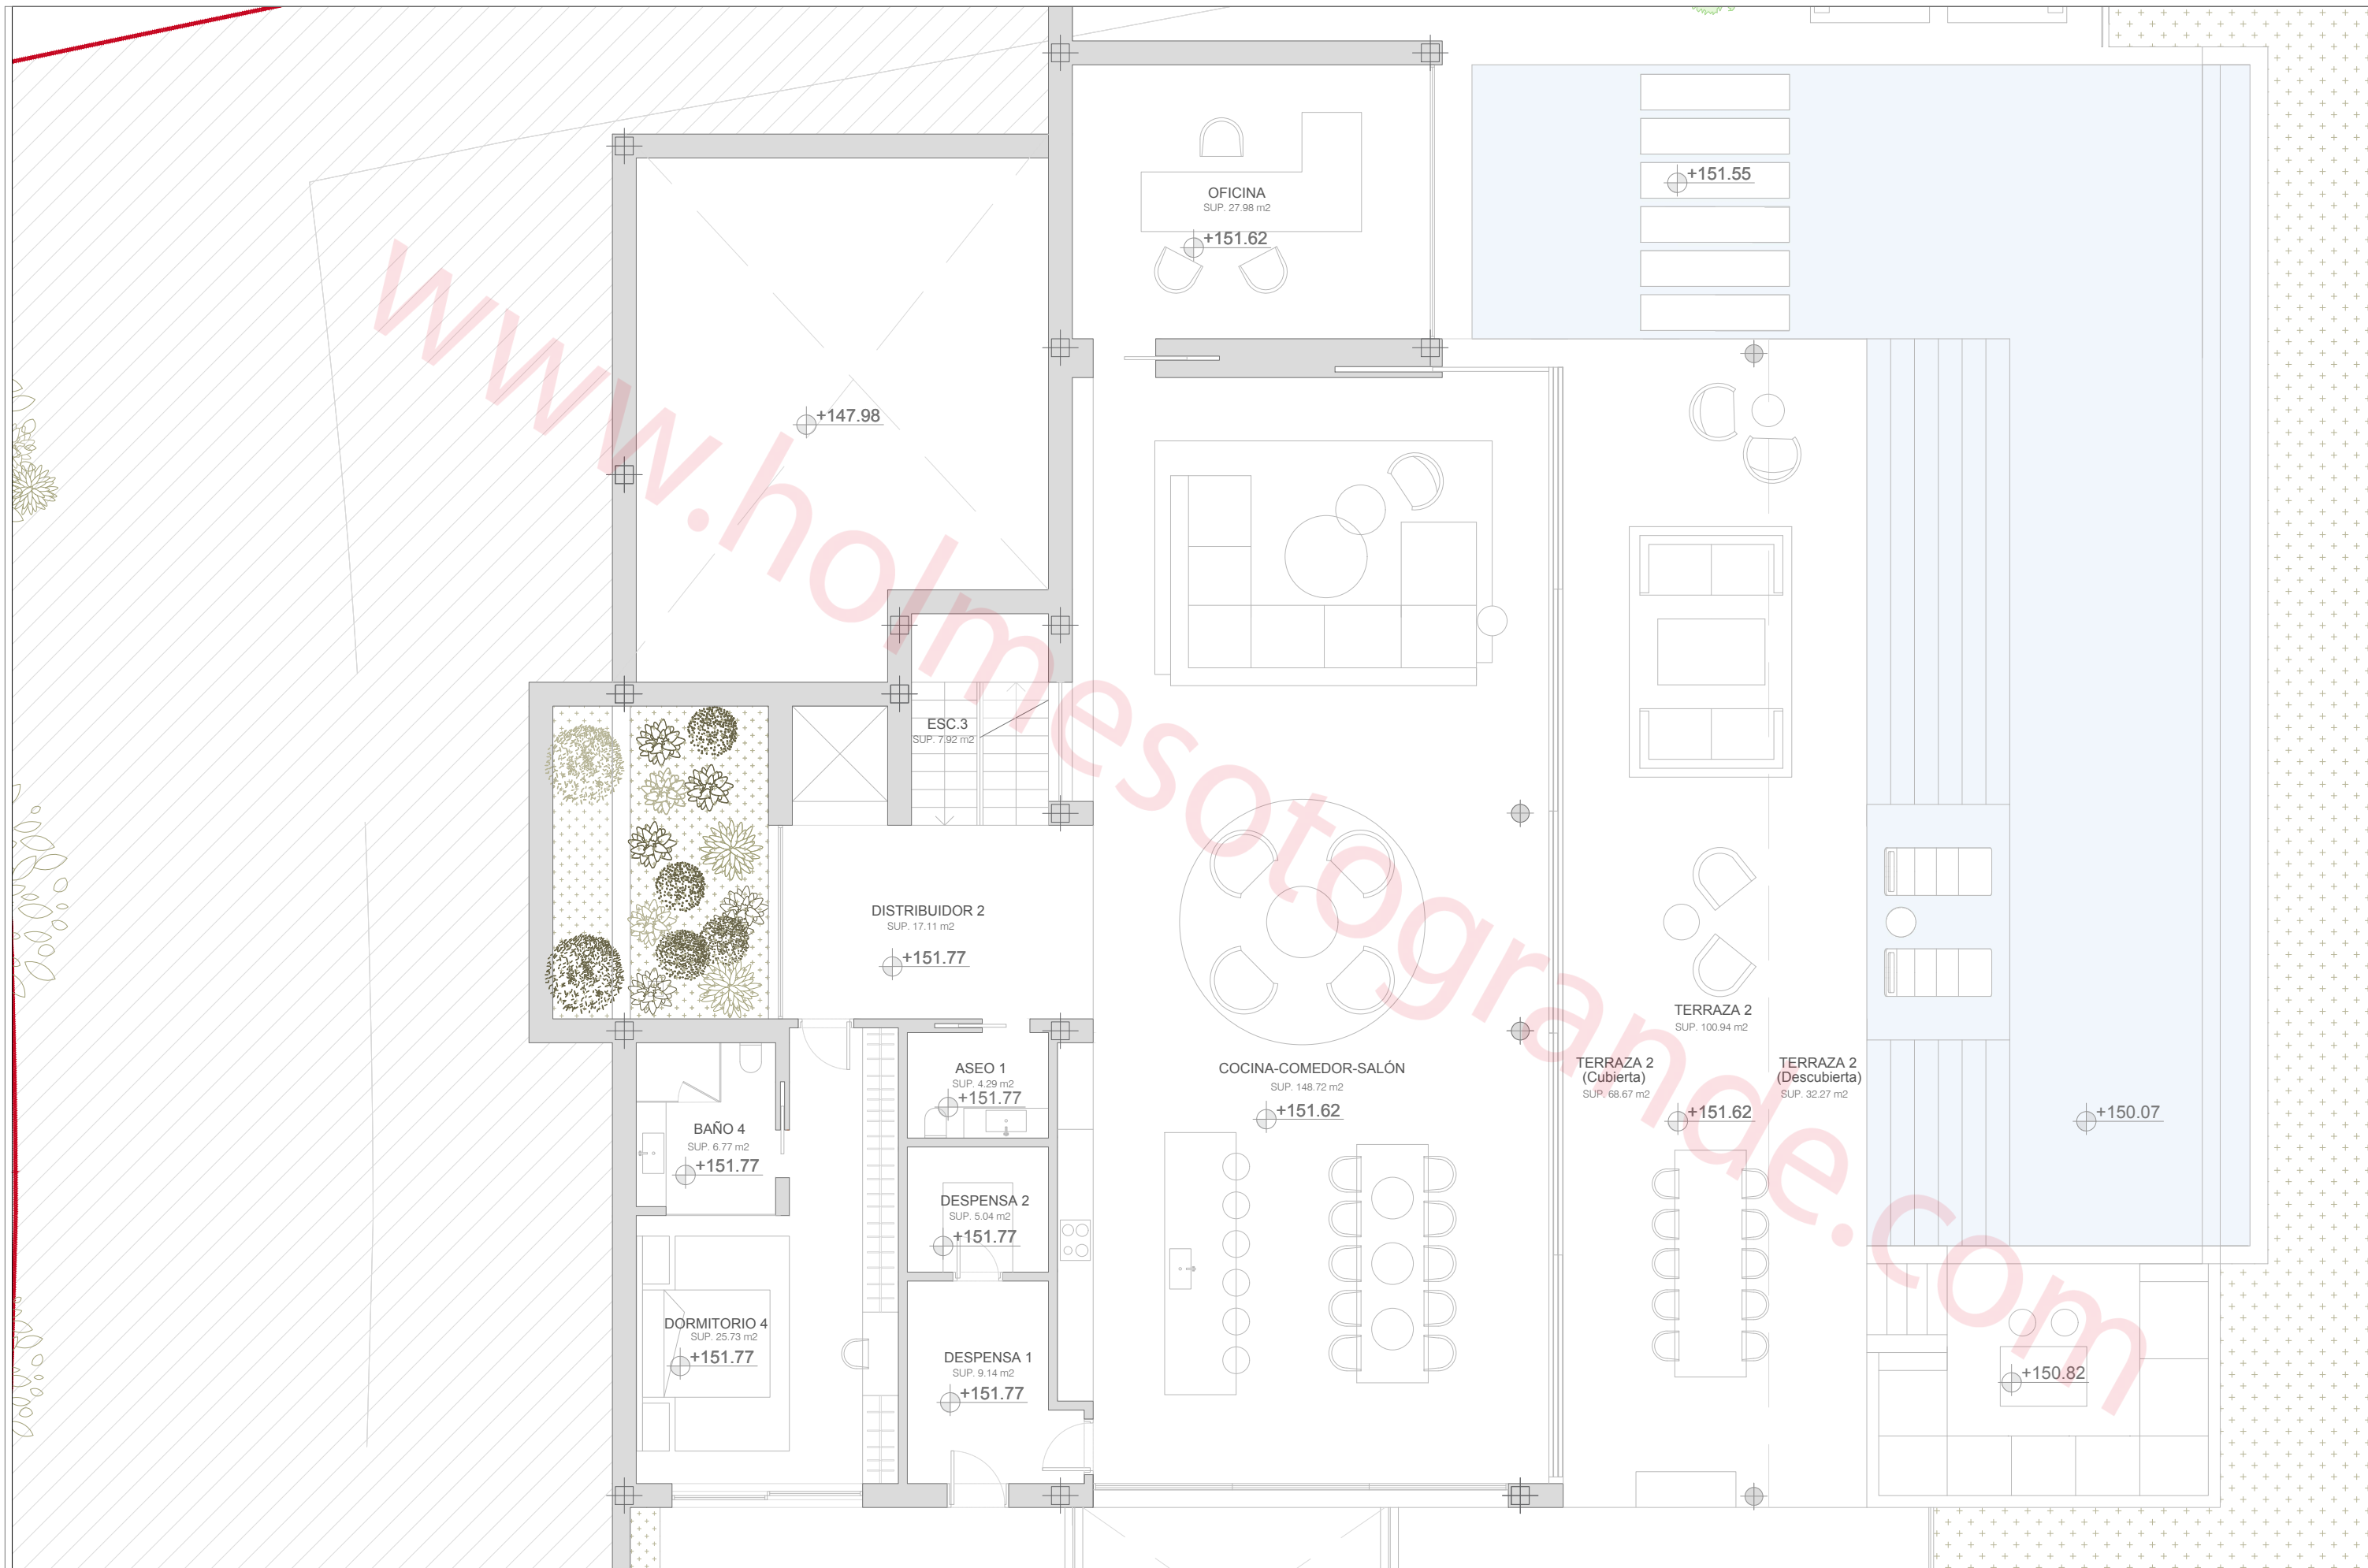 OFICINA
SUP. 27.98 m2
+151.62
+151.55
+147.98
ESC.3
SUP. 7.92 m2
DISTRIBUIDOR 2
SUP. 17.11 m2
+151.77
ASEO 1
SUP. 4.29 m2
+151.77
BAÑO 4
SUP. 6.77 m2
+151.77
DESPENSA 2
SUP. 5.04 m2
+151.77
DORMITORIO 4
SUP. 25.73 m2
+151.77
DESPENSA 1
SUP. 9.14 m2
+151.77
COCINA-COMEDOR-SALÓN
SUP. 148.72 m2
+151.62
TERRAZA 2
SUP. 100.94 m2
TERRAZA 2
(Cubierta)
SUP. 68.67 m2
TERRAZA 2
(Descubierta)
SUP. 32.27 m2
+151.62
+150.07
+150.82
www.holmesotogrande.com